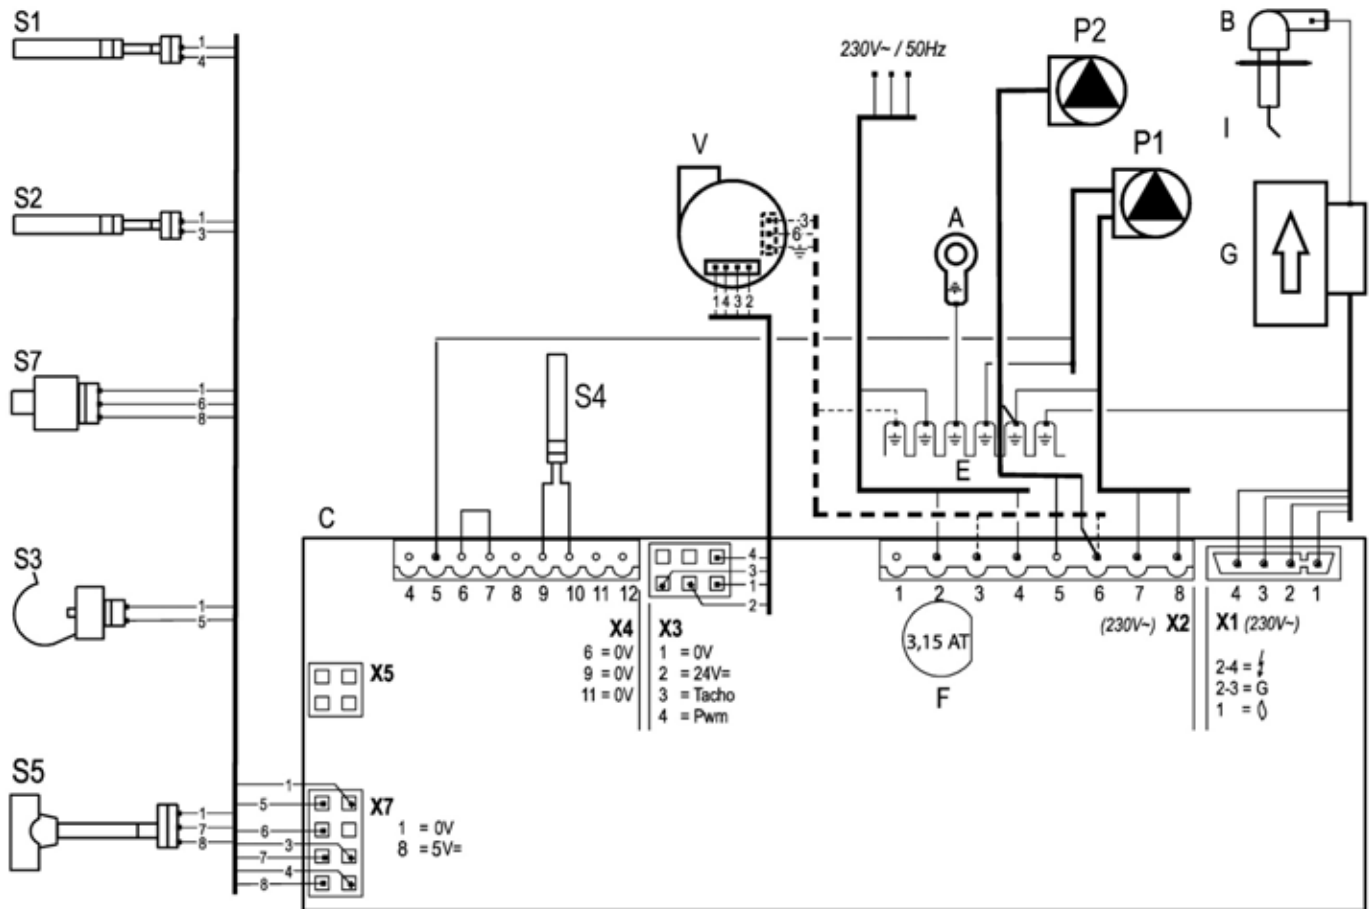 S1
1
4
S2
1
3
S7
1
6
8
S3
1
5
S5
1
7
8
230V~ / 50Hz
P2
P1
B
I
G
V
3
6
1 4 3 2
A
S4
E
C
4 5 6 7 8 9 10 11 12
4
3
1
2
1 2 3 4 5 6 7 8
4 3 2 1
X4
6 = 0V
9 = 0V
11 = 0V
X3
1 = 0V
2 = 24V=
3 = Tacho
4 = Pwm
3,15 AT
F
(230V~) X2
X1 (230V~)
2-4 =
2-3 = G
1 =
X5
X7
1
5
6
3
7
4
8
1 = 0V
8 = 5V=